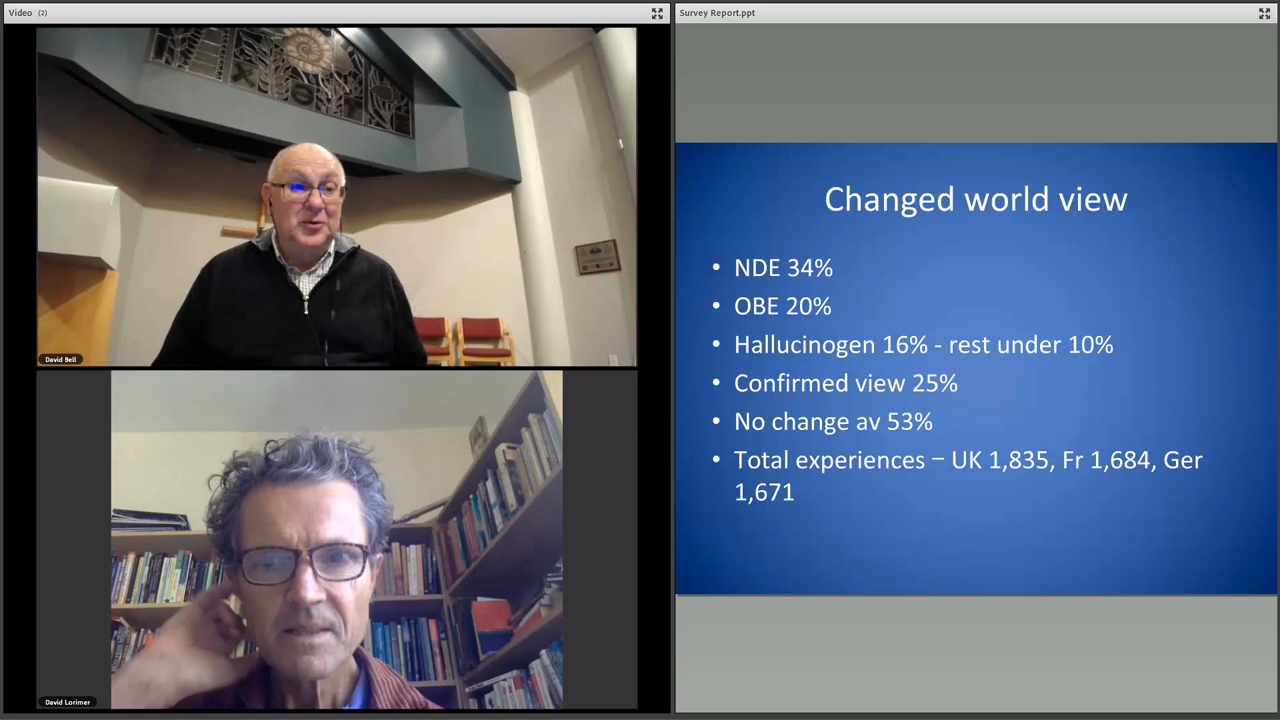 Video (2)
David Bell
David Lorimer
Survey Report.ppt
Changed world view
• NDE 34%
• OBE 20%
• Hallucinogen 16% - rest under 10%
• Confirmed view 25%
• No change av 53%
• Total experiences – UK 1,835, Fr 1,684, Ger
1,671